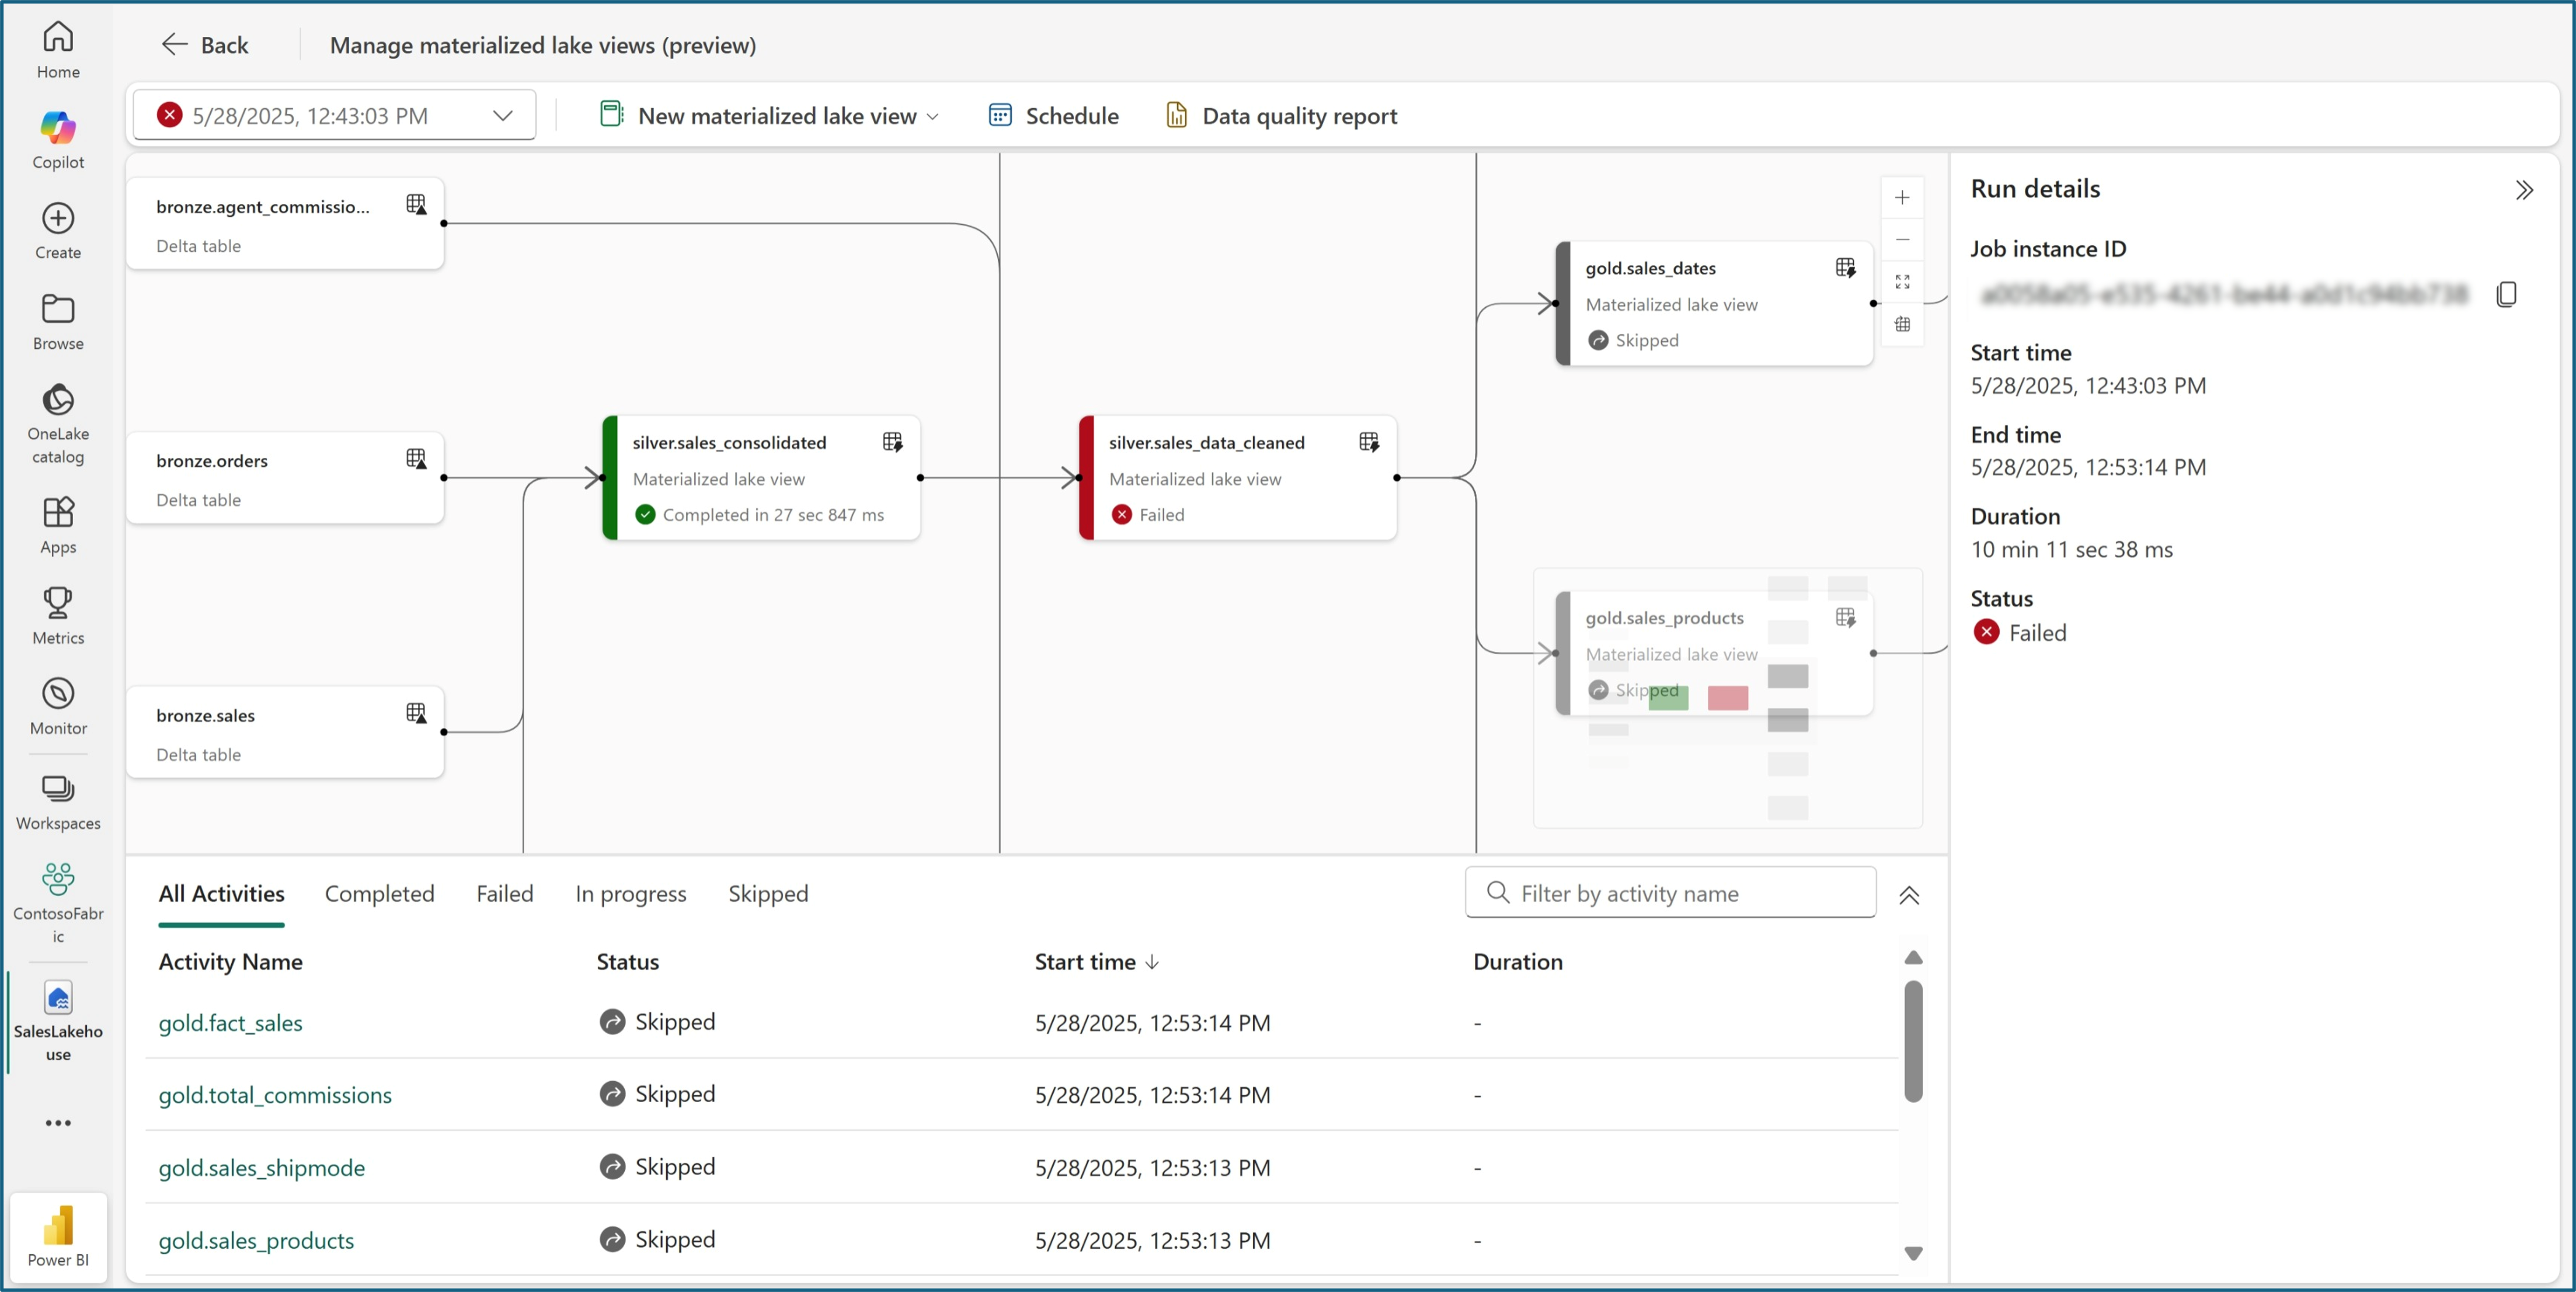 Home
Copilot
Create
Browse
OneLake
catalog
Apps
Metrics
Monitor
Workspaces
ContosoFabr
ic
SalesLakeho
use
Power BI
Back
Manage materialized lake views (preview)
5/28/2025, 12:43:03 PM
New materialized lake view
Schedule
Data quality report
bronze.agent_commissio...
Delta table
bronze.orders
Delta table
bronze.sales
Delta table
silver.sales_consolidated
Materialized lake view
Completed in 27 sec 847 ms
silver.sales_data_cleaned
Materialized lake view
Failed
gold.sales_dates
Materialized lake view
Skipped
gold.sales_products
Materialized lake view
Skipped
Run details
Job instance ID
Start time
5/28/2025, 12:43:03 PM
End time
5/28/2025, 12:53:14 PM
Duration
10 min 11 sec 38 ms
Status
Failed
All Activities Completed Failed In progress Skipped
Filter by activity name
Activity Name Status Start time Duration
gold.fact_sales Skipped 5/28/2025, 12:53:14 PM -
gold.total_commissions Skipped 5/28/2025, 12:53:14 PM -
gold.sales_shipmode Skipped 5/28/2025, 12:53:13 PM -
gold.sales_products Skipped 5/28/2025, 12:53:13 PM -